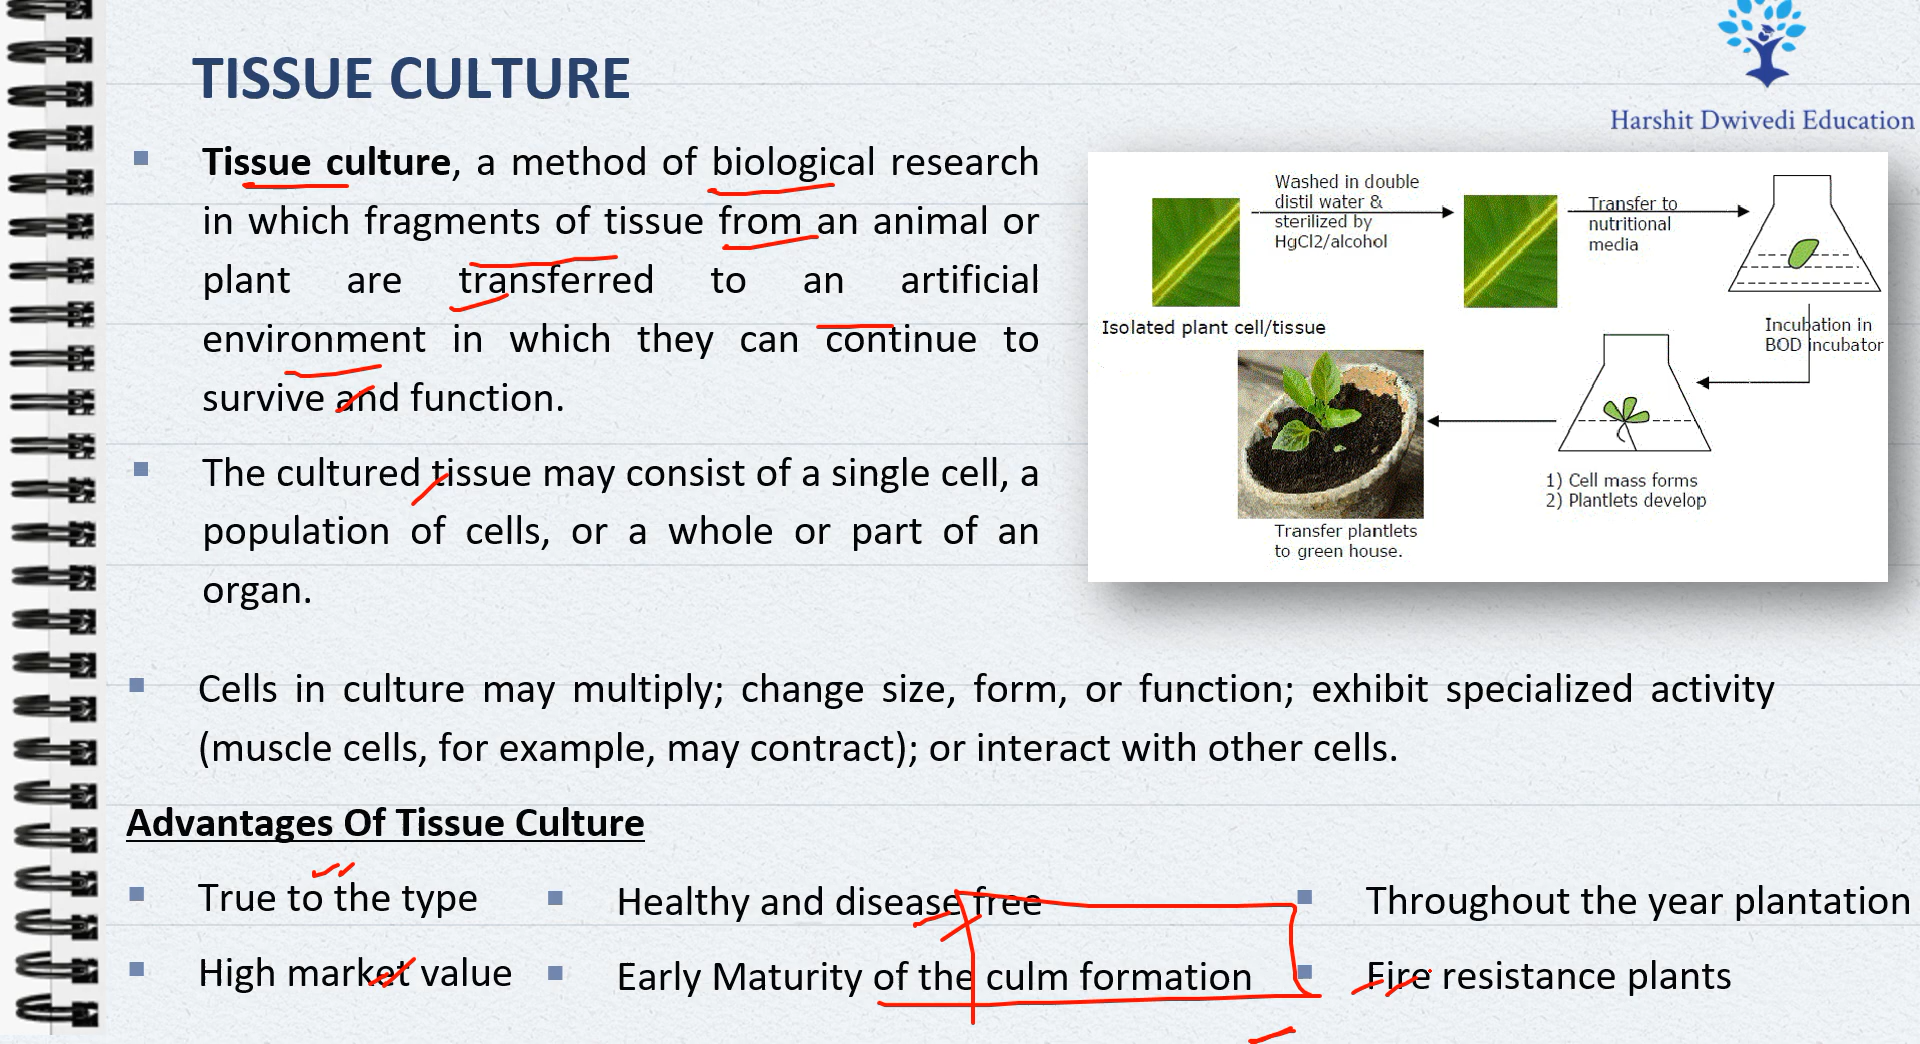 TISSUE CULTURE
Harshit Dwivedi Education
▪ Tissue culture, a method of biological research
in which fragments of tissue from an animal or
plant are transferred to an artificial
environment in which they can continue to
survive and function.
▪ The cultured tissue may consist of a single cell, a
population of cells, or a whole or part of an
organ.
Washed in double
distil water &
sterilized by
HgCl2/alcohol
Transfer to
nutritional
media
Isolated plant cell/tissue
Incubation in
BOD incubator
1) Cell mass forms
2) Plantlets develop
Transfer plantlets
to green house.
▪ Cells in culture may multiply; change size, form, or function; exhibit specialized activity
(muscle cells, for example, may contract); or interact with other cells.
Advantages Of Tissue Culture
▪ True to the type
▪ Healthy and disease free
▪ Throughout the year plantation
▪ High market value
▪ Early Maturity of the culm formation
▪ Fire resistance plants